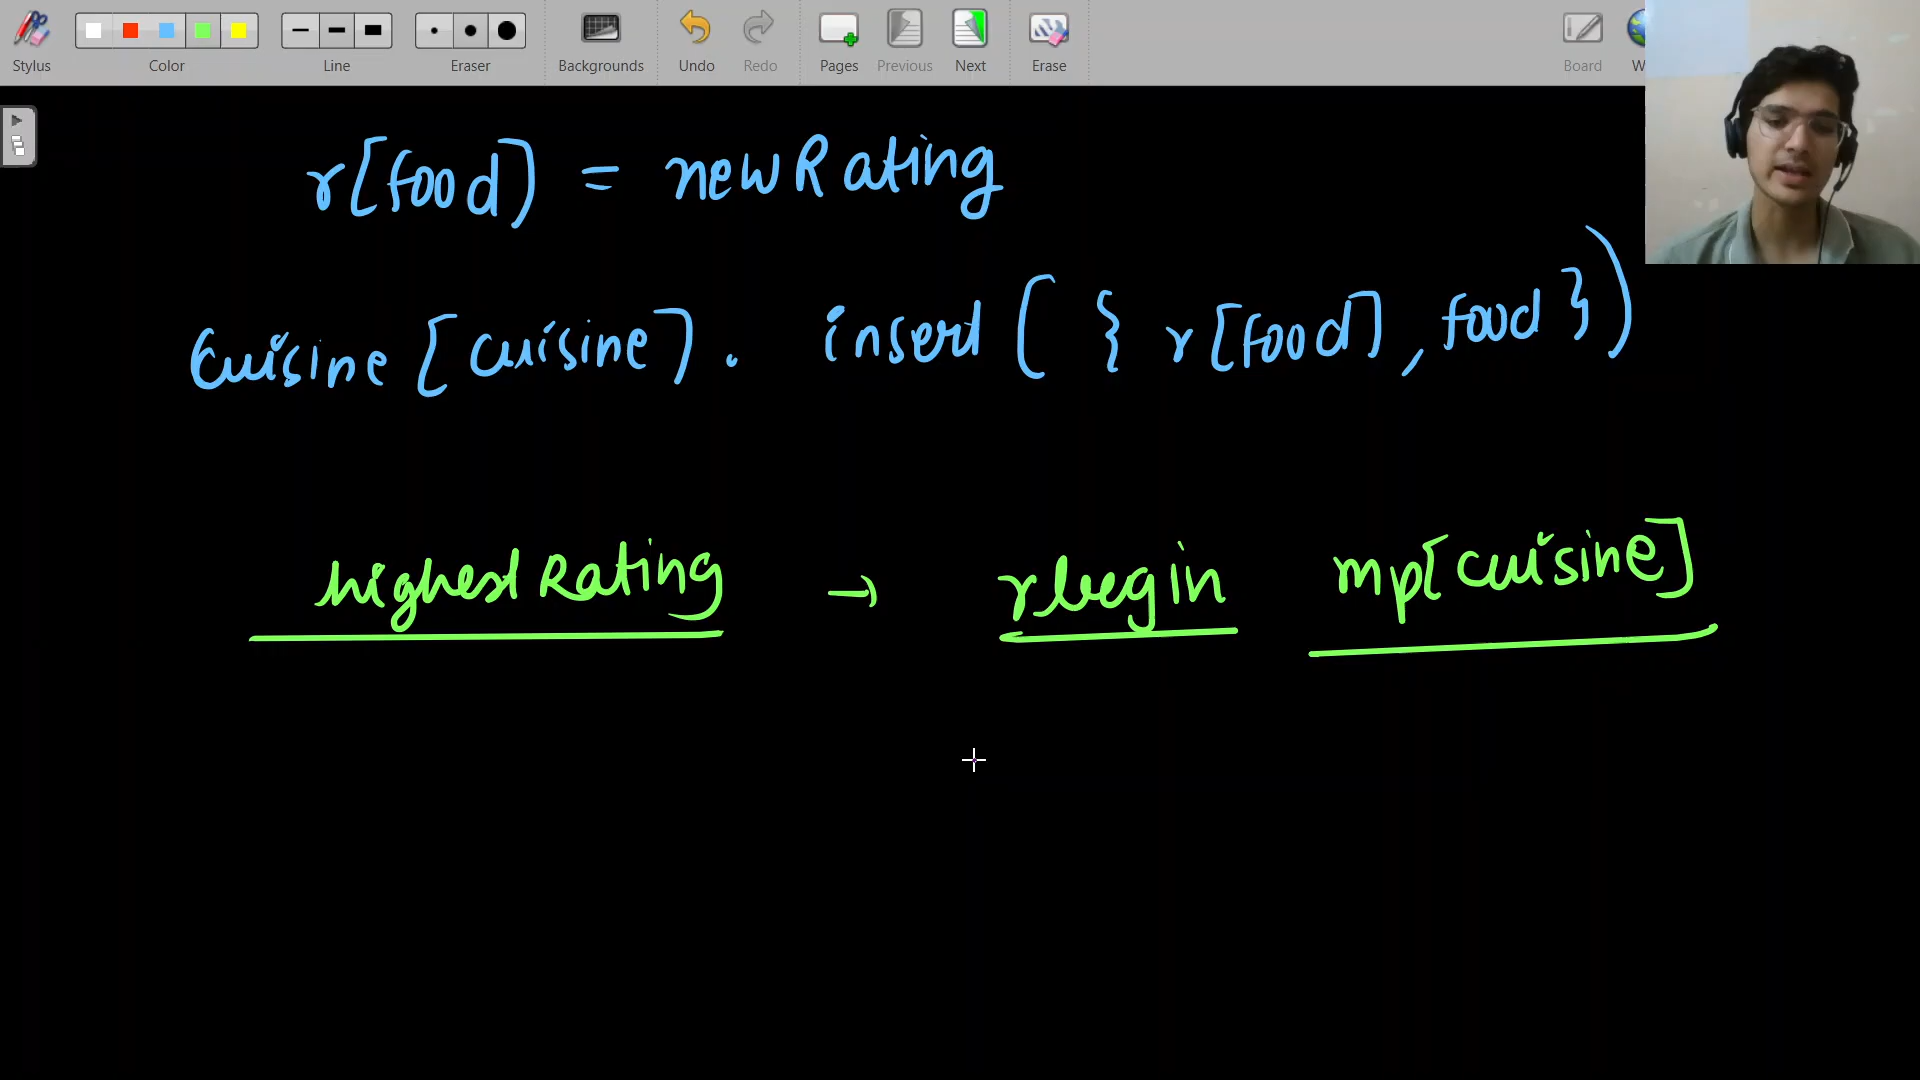 Stylus Color Line Eraser Backgrounds Undo Redo Pages Previous Next Erase Board W
r[food] = newRating
cuisine[cuisine]. insert({ r[food], food })
highestRating → rbegin mp[cuisine]